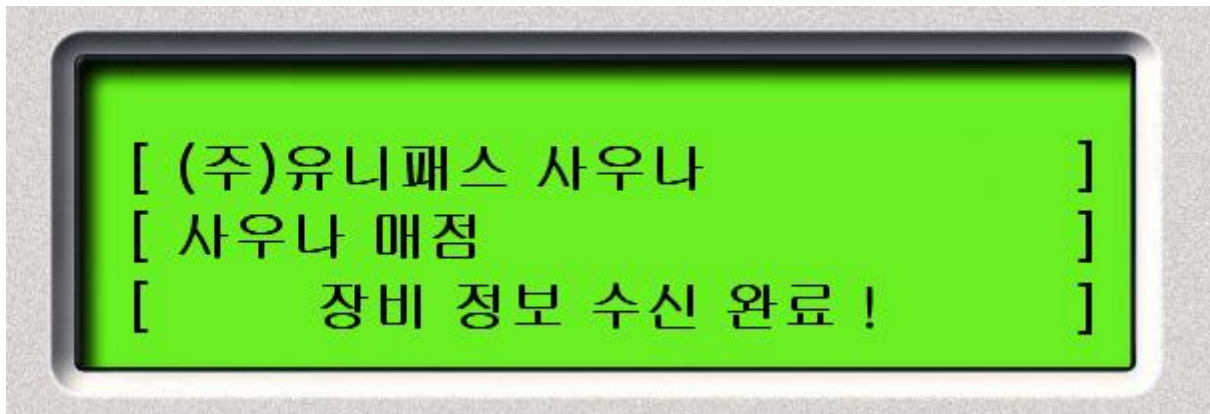 [ (주)유니패스 사우나 ]
[ 사우나 매점 ]
[ 장비 정보 수신 완료 ! ]